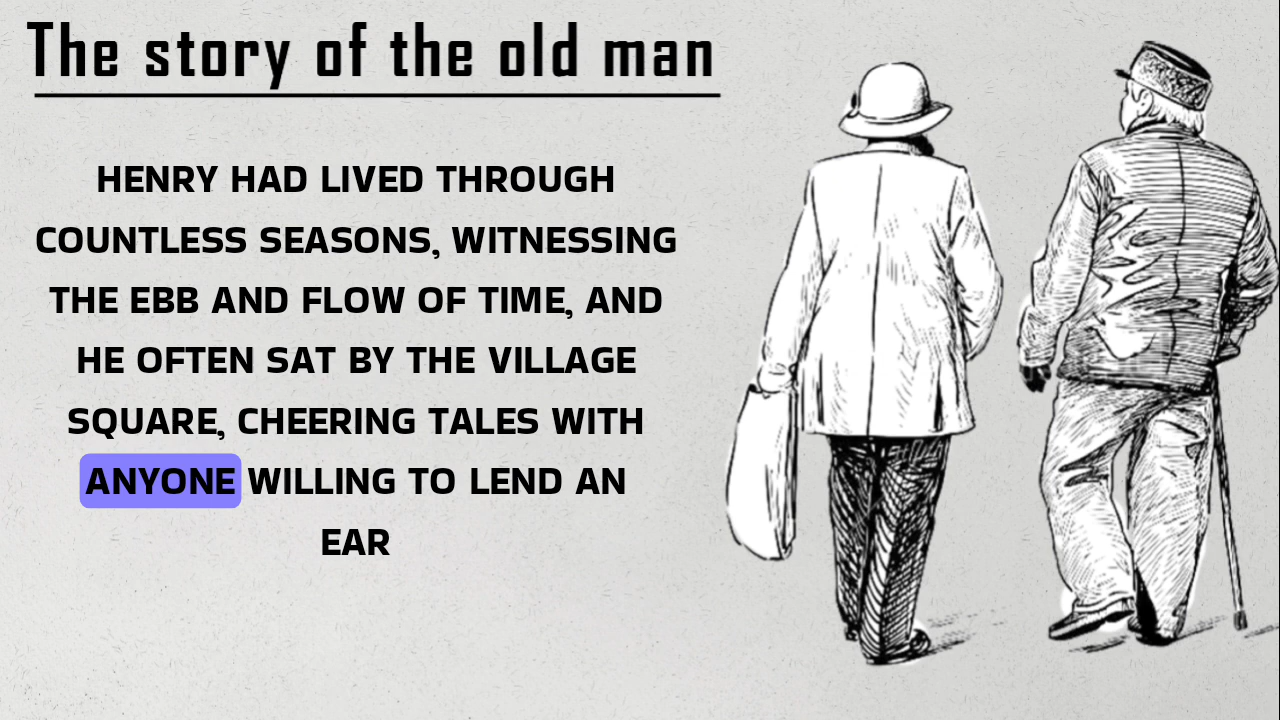 The story of the old man
HENRY HAD LIVED THROUGH
COUNTLESS SEASONS, WITNESSING
THE EBB AND FLOW OF TIME, AND
HE OFTEN SAT BY THE VILLAGE
SQUARE, CHEERING TALES WITH
ANYONE WILLING TO LEND AN
EAR